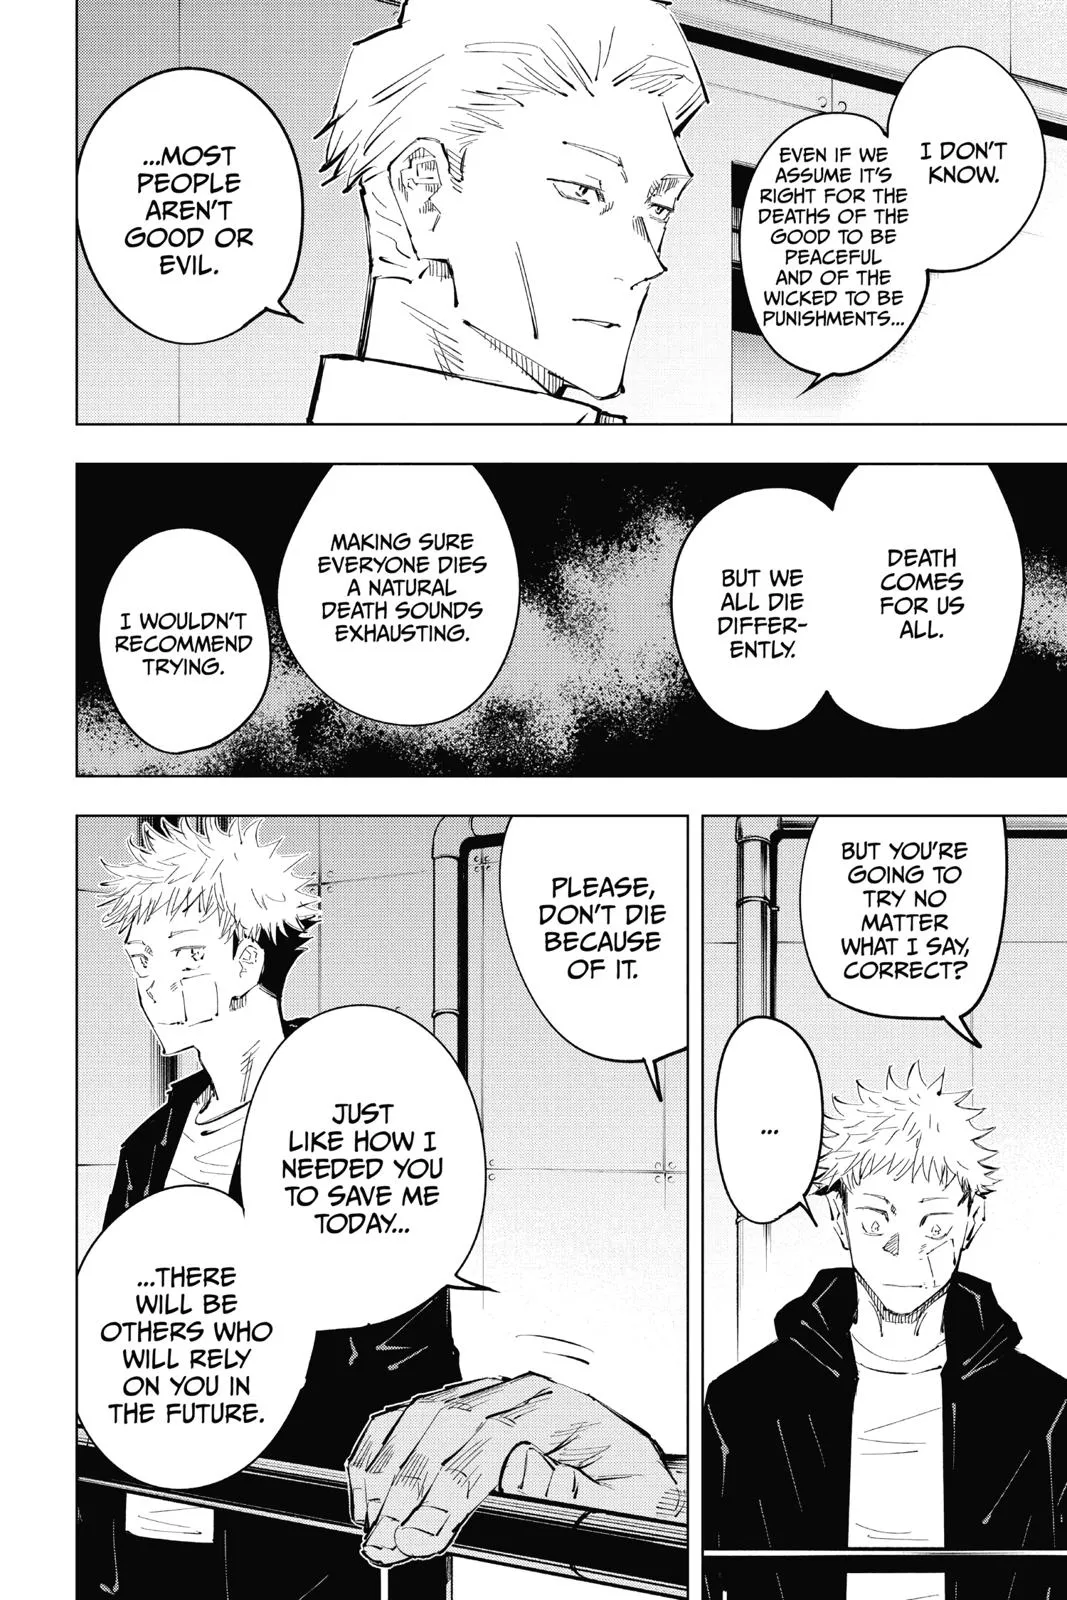 I DON'T
KNOW.
EVEN IF WE
ASSUME IT'S
RIGHT FOR THE
DEATHS OF THE
GOOD TO BE
PEACEFUL
AND OF THE
WICKED TO BE
PUNISHMENTS...
...MOST
PEOPLE
AREN'T
GOOD OR
EVIL.
DEATH
COMES
FOR US
ALL.
BUT WE
ALL DIE
DIFFER-
ENTLY.
MAKING SURE
EVERYONE DIES
A NATURAL
DEATH SOUNDS
EXHAUSTING.
I WOULDN'T
RECOMMEND
TRYING.
BUT YOU'RE
GOING TO
TRY NO
MATTER
WHAT I SAY,
CORRECT?
...
PLEASE,
DON'T DIE
BECAUSE
OF IT.
JUST
LIKE HOW I
NEEDED YOU
TO SAVE ME
TODAY...
...THERE
WILL BE
OTHERS WHO
WILL RELY
ON YOU IN
THE FUTURE.